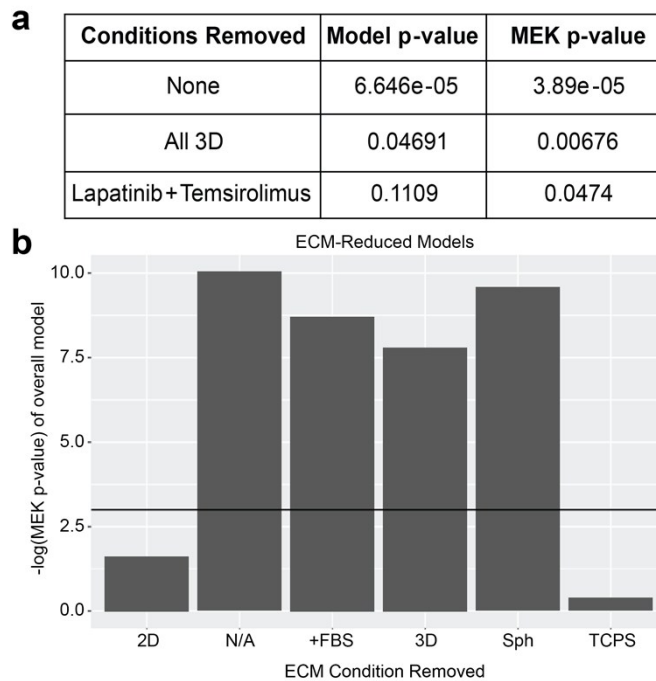 a
Conditions Removed Model p-value MEK p-value
None 6.646e-05 3.89e-05
All 3D 0.04691 0.00676
Lapatinib+Temsirolimus 0.1109 0.0474
b
ECM-Reduced Models
-log(MEK p-value) of overall model
10.0
7.5
5.0
2.5
0.0
2D N/A +FBS 3D Sph TCPS
ECM Condition Removed